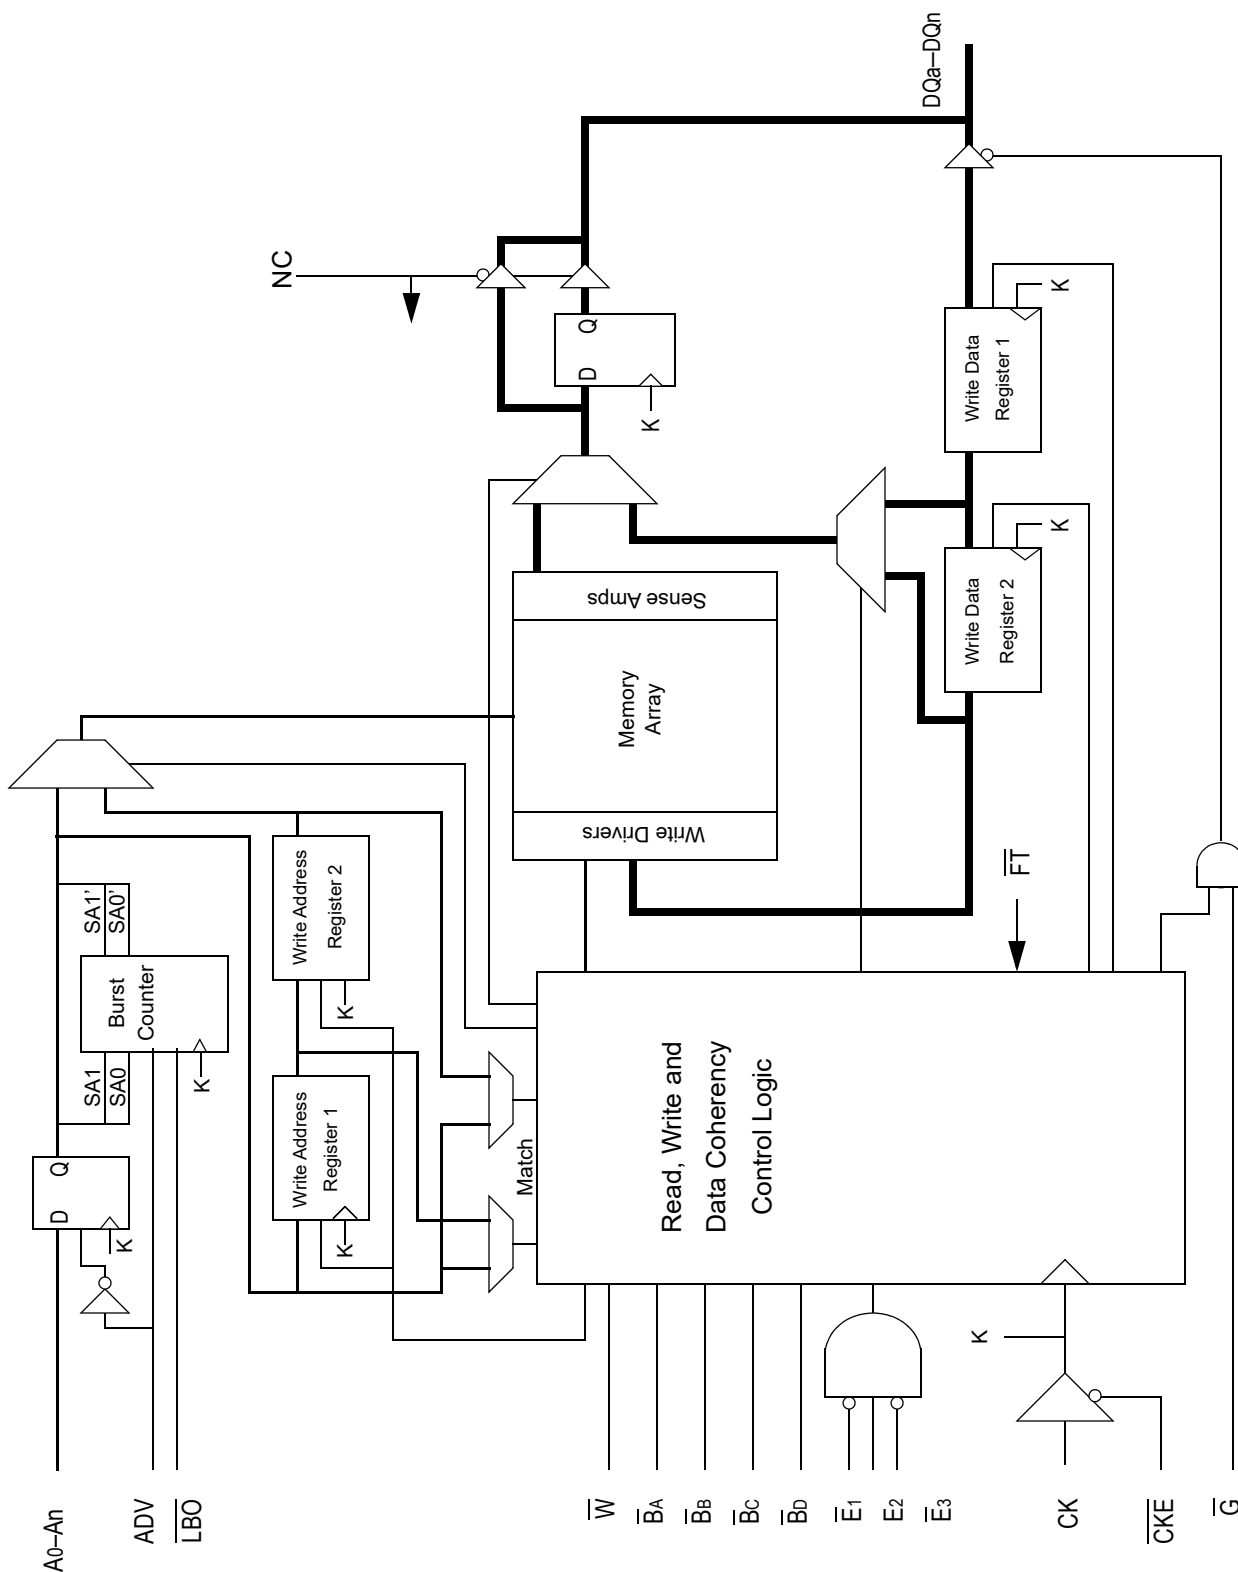 A0–An
ADV
LBO
W
BA
BB
BC
BD
E1
E2
E3
CK
CKE
G
D
Q
K
SA1
SA0
Burst
Counter
SA1’
SA0’
K
Write Address
Register 1
K
Write Address
Register 2
K
Match
Read, Write and
Data Coherency
Control Logic
K
FT
Write Drivers
Memory
Array
Sense Amps
Write Data
Register 2
K
Write Data
Register 1
K
D
Q
K
NC
DQa–DQn